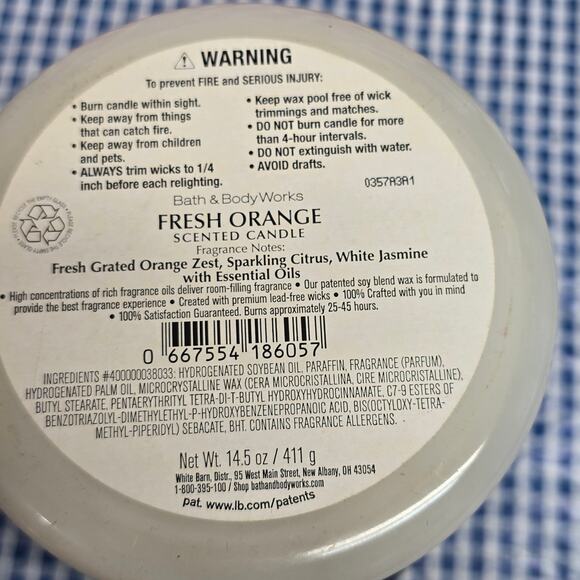 ⚠ WARNING
To prevent FIRE and SERIOUS INJURY:
• Burn candle within sight.
• Keep away from things
that can catch fire.
• Keep away from children
and pets.
• ALWAYS trim wicks to 1/4
inch before each relighting.
• Keep wax pool free of wick
trimmings and matches.
• DO NOT burn candle for more
than 4-hour intervals.
• DO NOT extinguish with water.
• AVOID drafts.
0357A3A1
Bath & Body Works
FRESH ORANGE
SCENTED CANDLE
Fragrance Notes:
Fresh Grated Orange Zest, Sparkling Citrus, White Jasmine
with Essential Oils
• High concentrations of rich fragrance oils deliver room-filling fragrance • Our patented soy blend wax is formulated to
provide the best fragrance experience • Created with premium lead-free wicks • 100% Crafted with you in mind
• 100% Satisfaction Guaranteed. Burns approximately 25-45 hours.
0 667554 186057
INGREDIENTS #400000038033: HYDROGENATED SOYBEAN OIL, PARAFFIN, FRAGRANCE (PARFUM),
HYDROGENATED PALM OIL, MICROCRYSTALLINE WAX (CERA MICROCRISTALLINA, CIRE MICROCRISTALLINE),
BUTYL STEARATE, PENTAERYTHRITYL TETRA-DI-T-BUTYL HYDROXYHYDROCINNAMATE, C7-9 ESTERS OF
BENZOTRIAZOLYL-DIMETHYLETHYL-P-HYDROXYBENZENEPROPANOIC ACID, BIS(OCTYLOXY-TETRA-
METHYL-PIPERIDYL) SEBACATE, BHT. CONTAINS FRAGRANCE ALLERGENS.
Net Wt. 14.5 oz / 411 g
White Barn, Distr., 95 West Main Street, New Albany, OH 43054
1-800-395-100 / Shop bathandbodyworks.com
pat. www.lb.com/patents